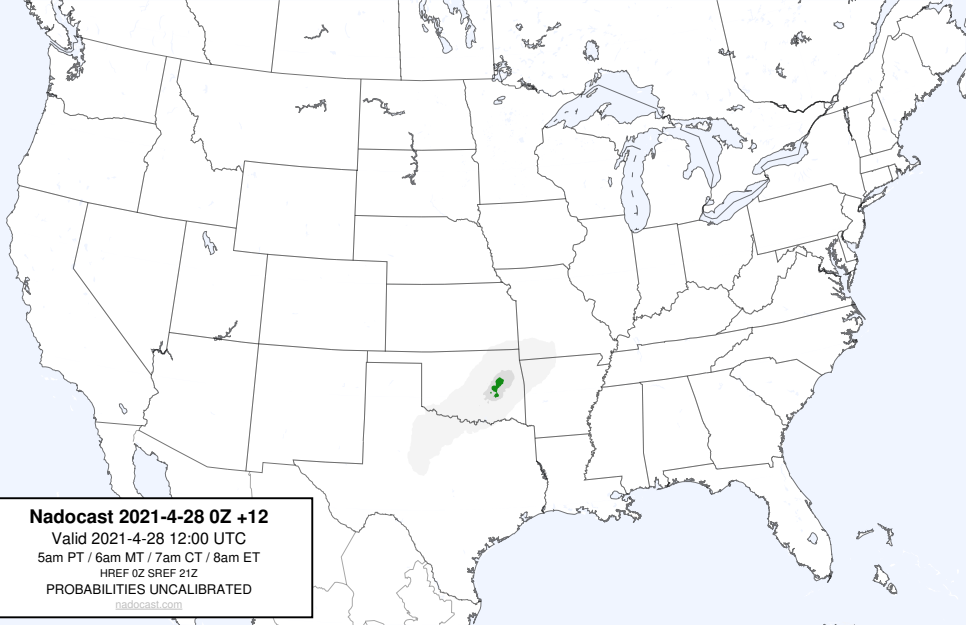 Nadocast 2021-4-28 0Z +12
Valid 2021-4-28 12:00 UTC
5am PT / 6am MT / 7am CT / 8am ET
HREF 0Z SREF 21Z
PROBABILITIES UNCALIBRATED
nadocast.com